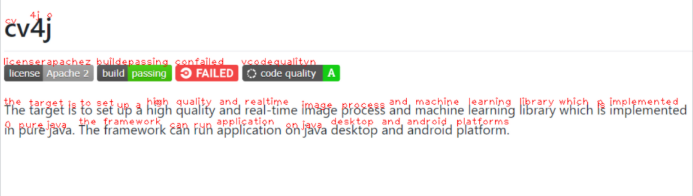 cv 4j o
cv4j
licenserapachez buildepassing confailed vcodequalityn
license Apache 2 build passing FAILED code quality A
the target is to set up a high quality and realtime image process and machine learning library which p implemented
The target is to set up a high quality and real-time image process and machine learning library which is implemented
0 pure java. the framework can run application on java desktop and android platforms
in pure java. The framework can run application on java desktop and android platform.